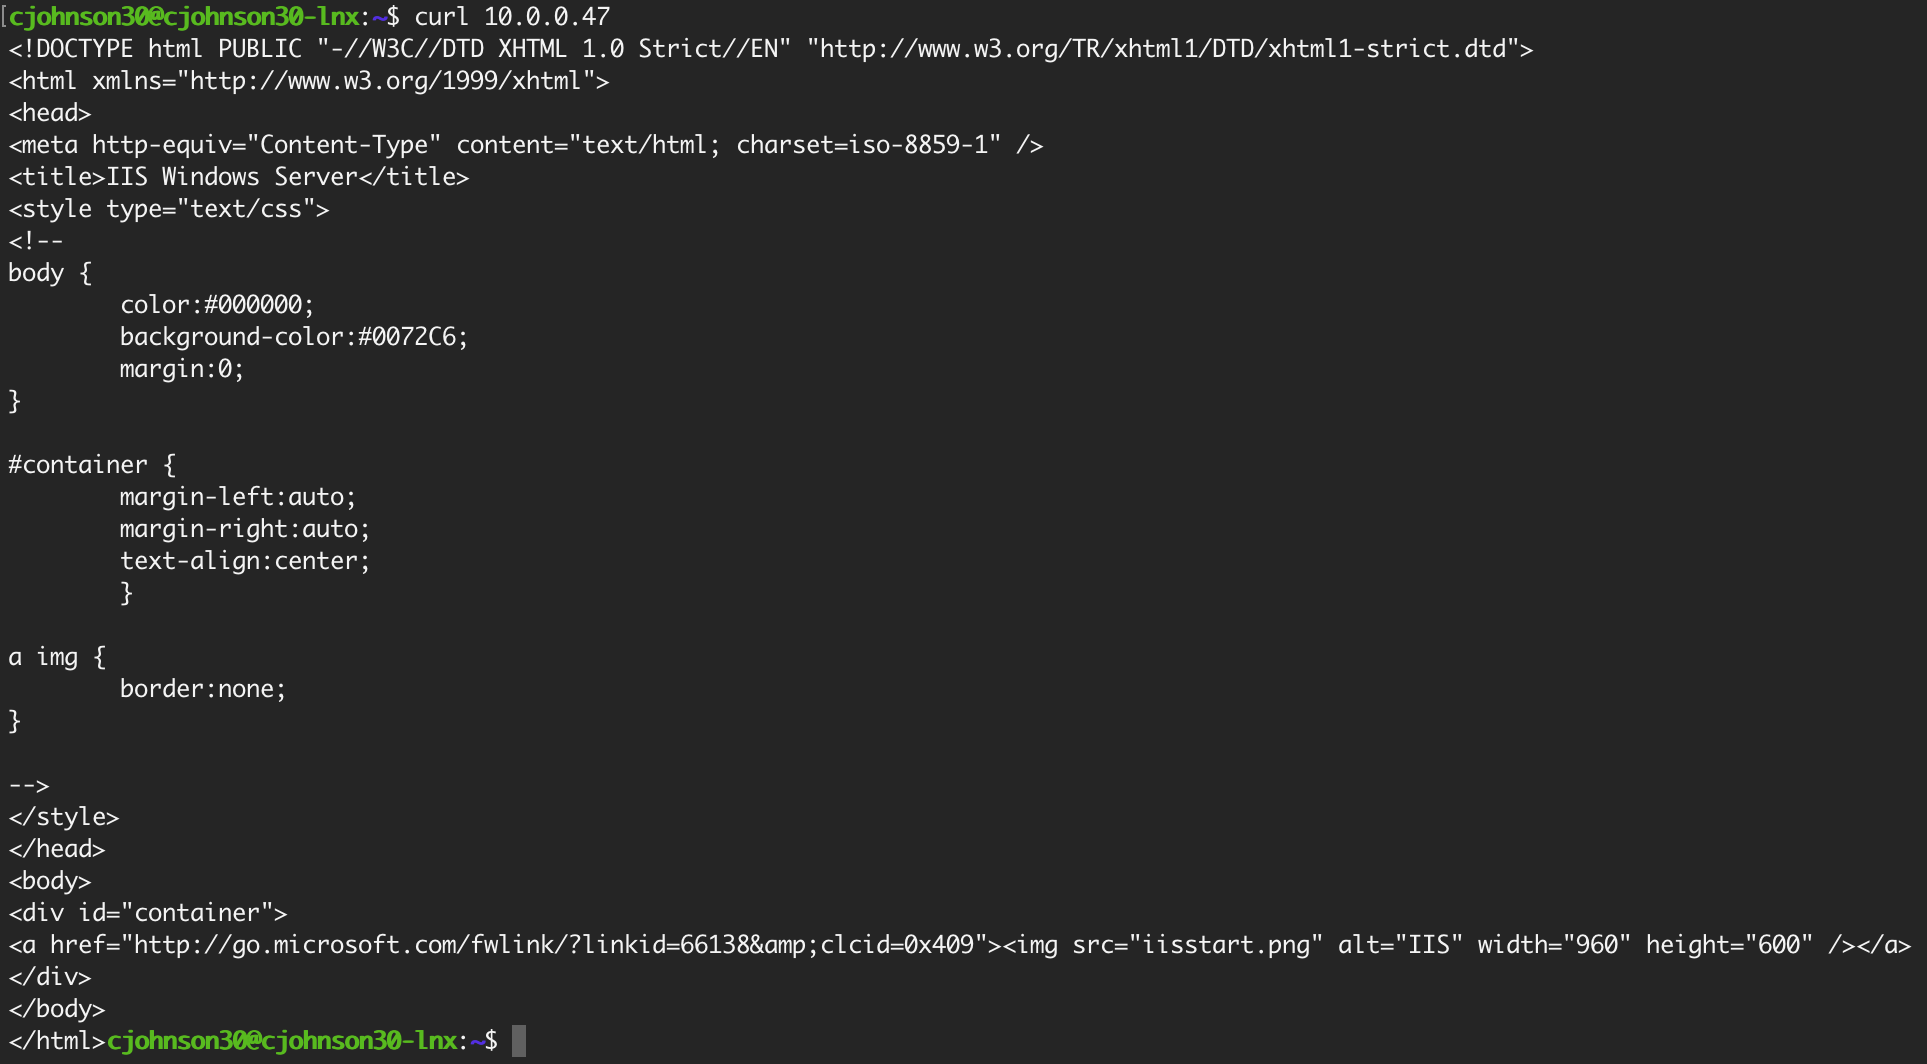 [cjohnson30@cjohnson30-lnx:~$ curl 10.0.0.47
<!DOCTYPE html PUBLIC "-//W3C//DTD XHTML 1.0 Strict//EN" "http://www.w3.org/TR/xhtml1/DTD/xhtml1-strict.dtd">
<html xmlns="http://www.w3.org/1999/xhtml">
<head>
<meta http-equiv="Content-Type" content="text/html; charset=iso-8859-1" />
<title>IIS Windows Server</title>
<style type="text/css">
<!--
body {
        color:#000000;
        background-color:#0072C6;
        margin:0;
}

#container {
        margin-left:auto;
        margin-right:auto;
        text-align:center;
        }

a img {
        border:none;
}

-->
</style>
</head>
<body>
<div id="container">
<a href="http://go.microsoft.com/fwlink/?linkid=66138&amp;clcid=0x409"><img src="iisstart.png" alt="IIS" width="960" height="600" /></a>
</div>
</body>
</html>cjohnson30@cjohnson30-lnx:~$